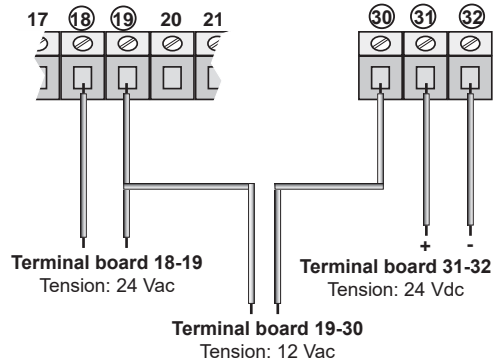 17 18 19 20 21 30 31 32
+ -
Terminal board 18-19
Tension: 24 Vac
Terminal board 31-32
Tension: 24 Vdc
Terminal board 19-30
Tension: 12 Vac